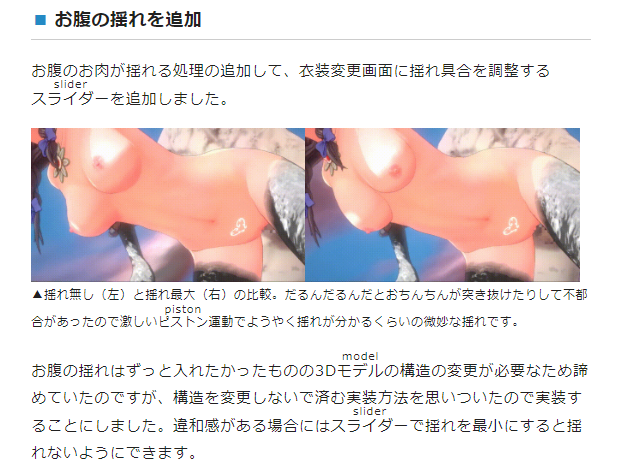 ■ お腹の揺れを追加
お腹のお肉が揺れる処理の追加して、衣装変更画面に揺れ具合を調整する
slider
スライダーを追加しました。
▲揺れ無し（左）と揺れ最大（右）の比較。だるんだるんだとおちんちんが突き抜けたりして不都
piston
合があったので激しいピストン運動でようやく揺れが分かるくらいの微妙な揺れです。
model
お腹の揺れはずっと入れたかったものの3Dモデルの構造の変更が必要なため諦
めていたのですが、構造を変更しないで済む実装方法を思いついたので実装す
slider
ることにしました。違和感がある場合にはスライダーで揺れを最小にすると揺
れないようにできます。